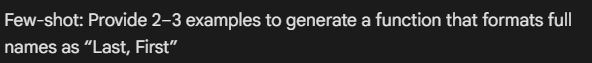 Few-shot: Provide 2–3 examples to generate a function that formats full
names as “Last, First”